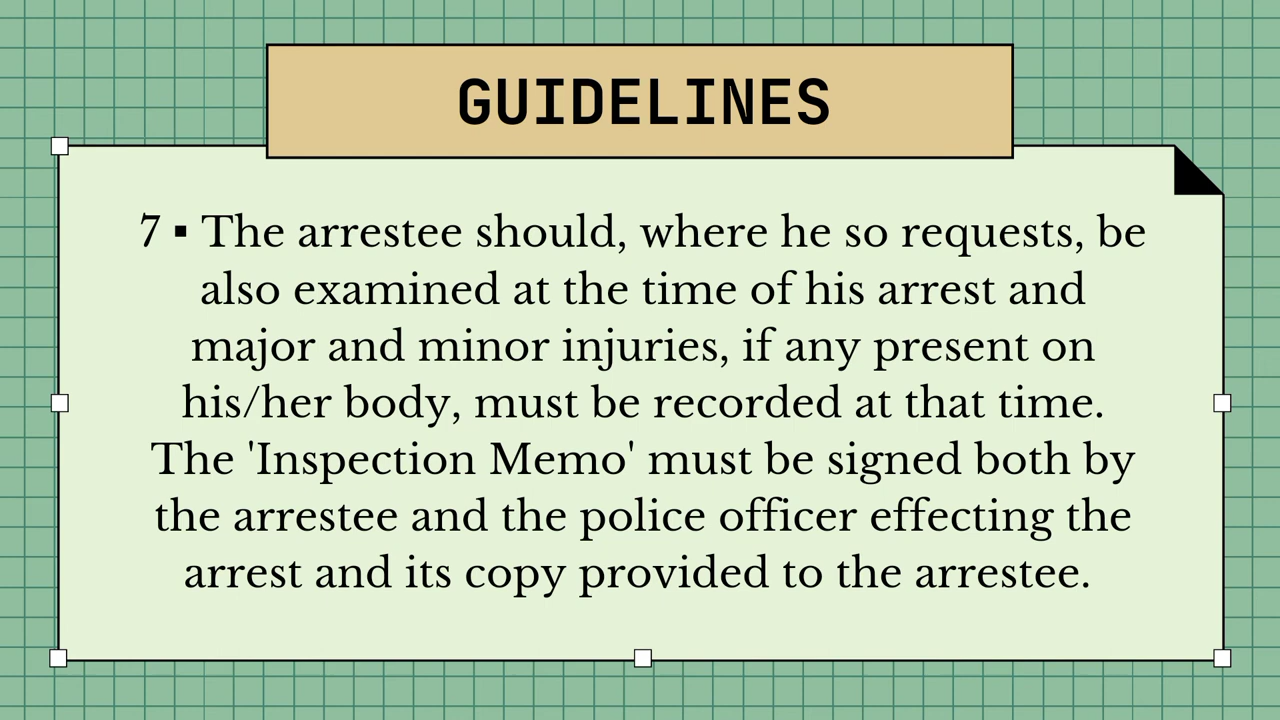 GUIDELINES
7 ▪ The arrestee should, where he so requests, be
also examined at the time of his arrest and
major and minor injuries, if any present on
his/her body, must be recorded at that time.
The 'Inspection Memo' must be signed both by
the arrestee and the police officer effecting the
arrest and its copy provided to the arrestee.